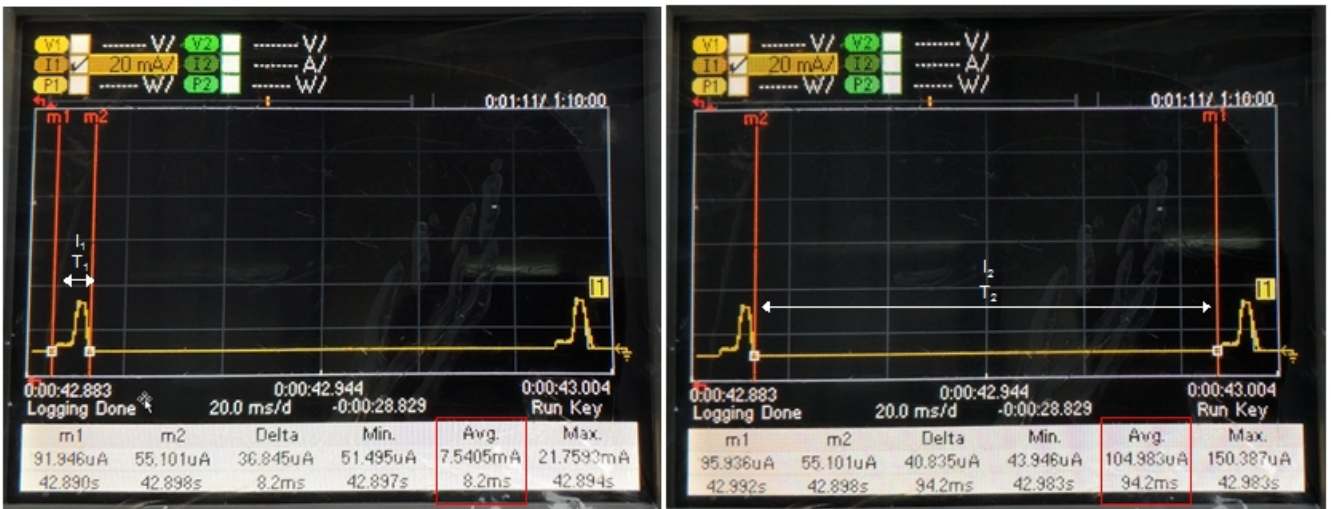 V1 ------ V/ V2 ------ V/
I1 20 mA/ I2 ------ A/
P1 ------ W/ P2 ------ W/
0:01:11/ 1:10:00
m1 m2
I1
T1
I1
0:00:42.883 0:00:42.944 0:00:43.004
Logging Done 20.0 ms/d -0:00:28.829 Run Key
m1 m2 Delta Min. Avg. Max.
91.946uA 55.101uA 36.845uA 51.495uA 7.5405mA 21.7593mA
42.890s 42.898s 8.2ms 42.897s 8.2ms 42.894s
V1 ------ V/ V2 ------ V/
I1 20 mA/ I2 ------ A/
P1 ------ W/ P2 ------ W/
0:01:11/ 1:10:00
m2 m1
I2
T2
I1
0:00:42.883 0:00:42.944 0:00:43.004
Logging Done 20.0 ms/d -0:00:28.829 Run Key
m1 m2 Delta Min. Avg. Max.
95.936uA 55.101uA 40.835uA 43.946uA 104.983uA 150.387uA
42.992s 42.898s 94.2ms 42.983s 94.2ms 42.983s